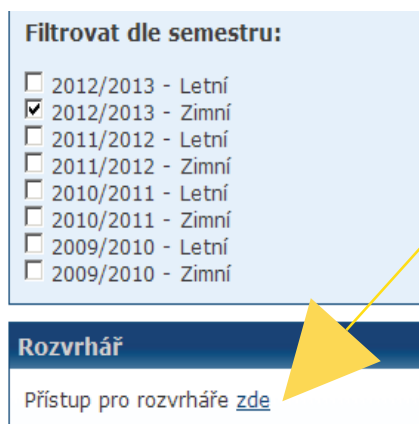 Filtrovat dle semestru:
2012/2013 - Letní
2012/2013 - Zimní
2011/2012 - Letní
2011/2012 - Zimní
2010/2011 - Letní
2010/2011 - Zimní
2009/2010 - Letní
2009/2010 - Zimní
Rozvrhář
Přístup pro rozvrháře zde